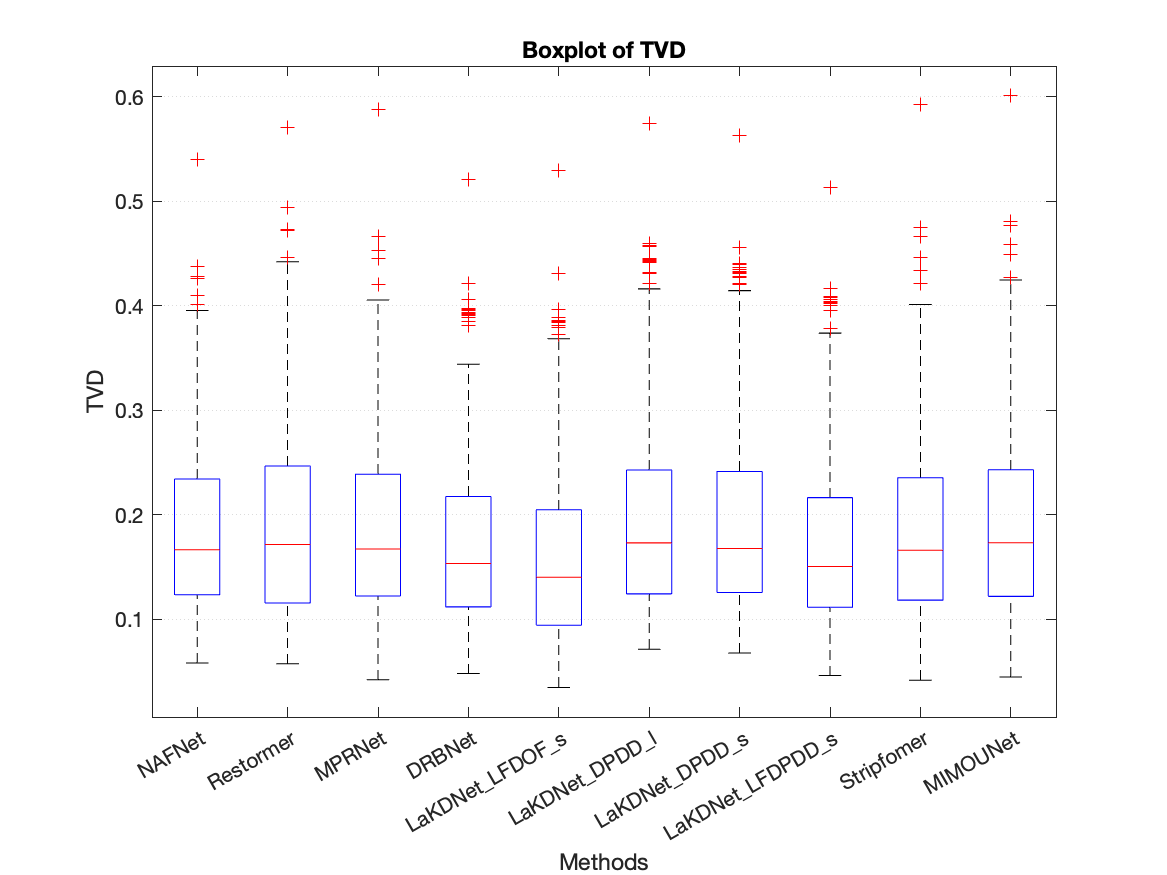 Boxplot of TVD
0.6
0.5
0.4
0.3
0.2
0.1
TVD
NAFNet
Restormer
MPRNet
DRBNet
LaKDNet_LFDOF_s
LaKDNet_DPDD_l
LaKDNet_DPDD_s
LaKDNet_LFDPDD_s
Stripfomer
MIMOUNet
Methods